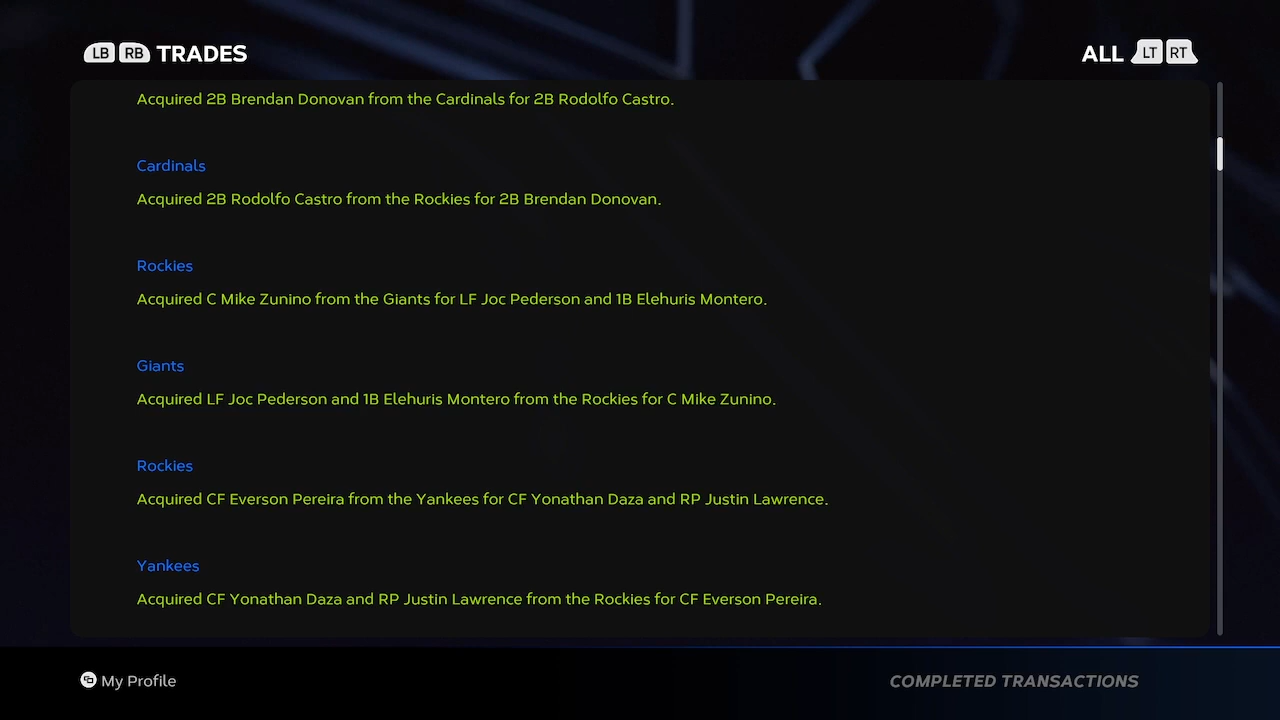 LB RB TRADES
ALL LT RT
Acquired 2B Brendan Donovan from the Cardinals for 2B Rodolfo Castro.
Cardinals
Acquired 2B Rodolfo Castro from the Rockies for 2B Brendan Donovan.
Rockies
Acquired C Mike Zunino from the Giants for LF Joc Pederson and 1B Elehuris Montero.
Giants
Acquired LF Joc Pederson and 1B Elehuris Montero from the Rockies for C Mike Zunino.
Rockies
Acquired CF Everson Pereira from the Yankees for CF Yonathan Daza and RP Justin Lawrence.
Yankees
Acquired CF Yonathan Daza and RP Justin Lawrence from the Rockies for CF Everson Pereira.
My Profile
COMPLETED TRANSACTIONS